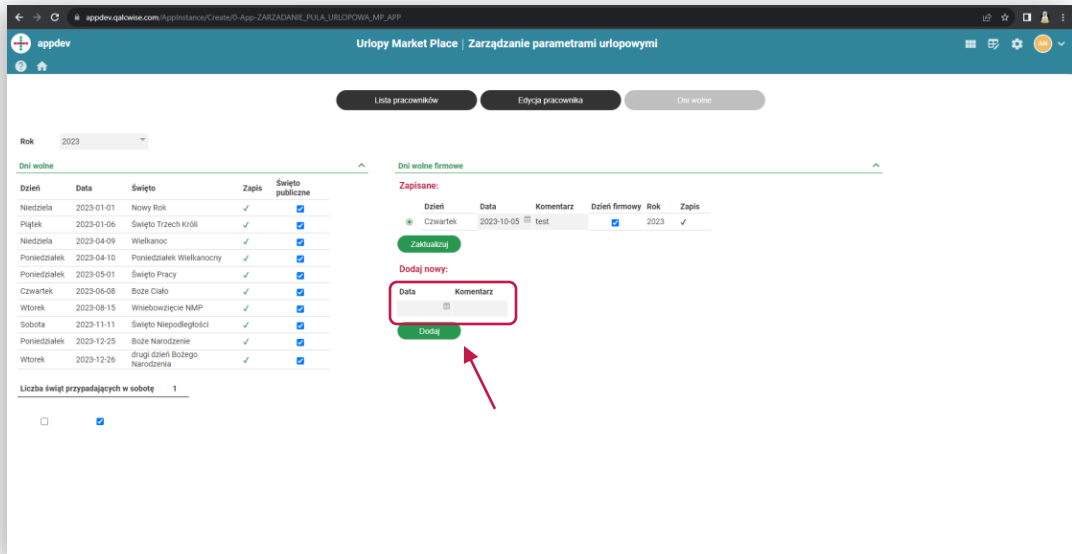 appdev.qalcwise.com/AppInstance/Create/0-App-ZARZADANIE_PULA_URLOPOWA_MP_APP
appdev
Urlopy Market Place | Zarządzanie parametrami urlopowymi
AN
Lista pracowników
Edycja pracownika
Dni wolne
Rok 2023
Dni wolne
Dzień Data Święto Zapis Święto publiczne
Niedziela 2023-01-01 Nowy Rok
Piątek 2023-01-06 Święto Trzech Króli
Niedziela 2023-04-09 Wielkanoc
Poniedziałek 2023-04-10 Poniedziałek Wielkanocny
Poniedziałek 2023-05-01 Święto Pracy
Czwartek 2023-06-08 Boże Ciało
Wtorek 2023-08-15 Wniebowzięcie NMP
Sobota 2023-11-11 Święto Niepodległości
Poniedziałek 2023-12-25 Boże Narodzenie
Wtorek 2023-12-26 drugi dzień Bożego Narodzenia
Liczba świąt przypadających w sobotę 1
Dni wolne firmowe
Zapisane:
Dzień Data Komentarz Dzień firmowy Rok Zapis
Czwartek 2023-10-05 test 2023
Zaktualizuj
Dodaj nowy:
Data Komentarz
Dodaj